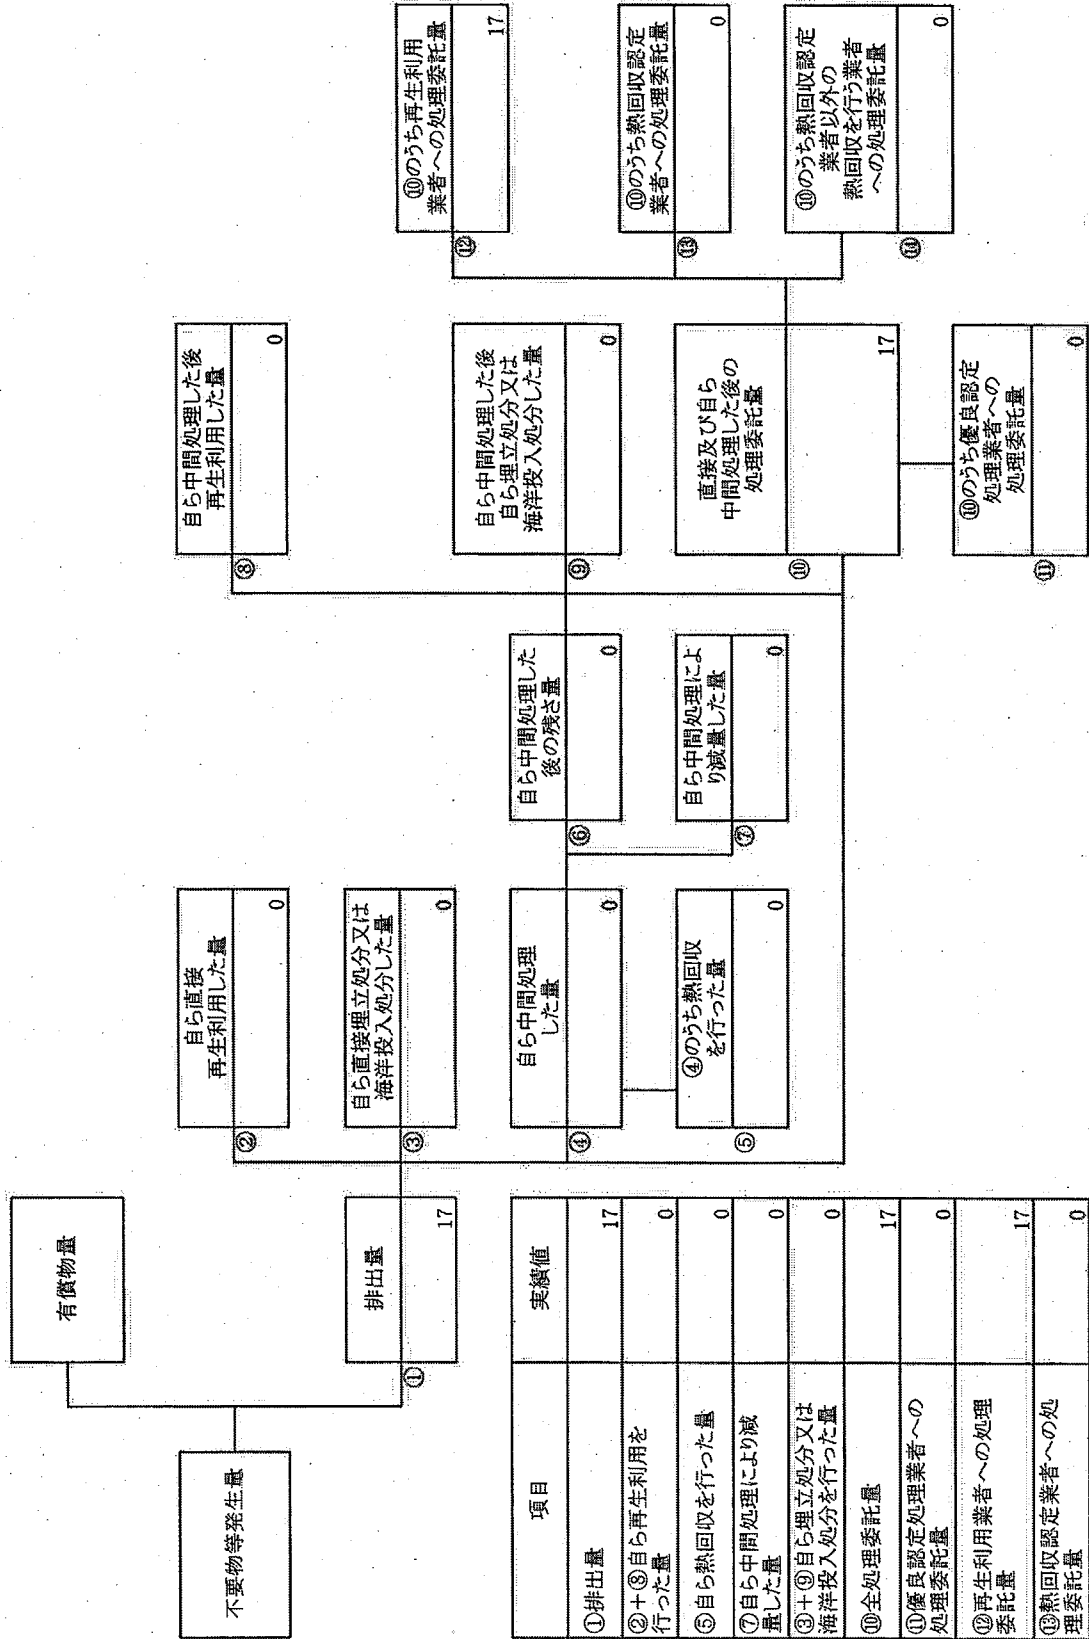 不要物等発生量
有償物量
排出量
①
17
自ら直接
再生利用した量
②
0
自ら直接埋立処分又は
海洋投入処分した量
③
0
自ら中間処理
した量
④
0
④のうち熱回収
を行った量
⑤
0
自ら中間処理した
後の残さ量
⑥
0
自ら中間処理によ
り減量した量
⑦
0
自ら中間処理した後
再生利用した量
⑧
0
自ら中間処理した後
自ら埋立処分又は
海洋投入処分した量
⑨
0
直接及び自ら
中間処理した後の
処理委託量
⑩
17
⑩のうち優良認定
処理業者への
処理委託量
⑪
0
⑩のうち再生利用
業者への処理委託量
⑫
17
⑩のうち熱回収認定
業者への処理委託量
⑬
0
⑩のうち熱回収認定
業者以外の
熱回収を行う業者
への処理委託量
⑭
0
項目 実績値
①排出量 17
②+⑧自ら再生利用を
行った量 0
⑤自ら熱回収を行った量 0
⑦自ら中間処理により減
量した量 0
③+⑨自ら埋立処分又は
海洋投入処分を行った量 0
⑩全処理委託量 17
⑪優良認定処理業者への
処理委託量 0
⑫再生利用業者への処理
委託量 17
⑬熱回収認定業者への処
理委託量 0